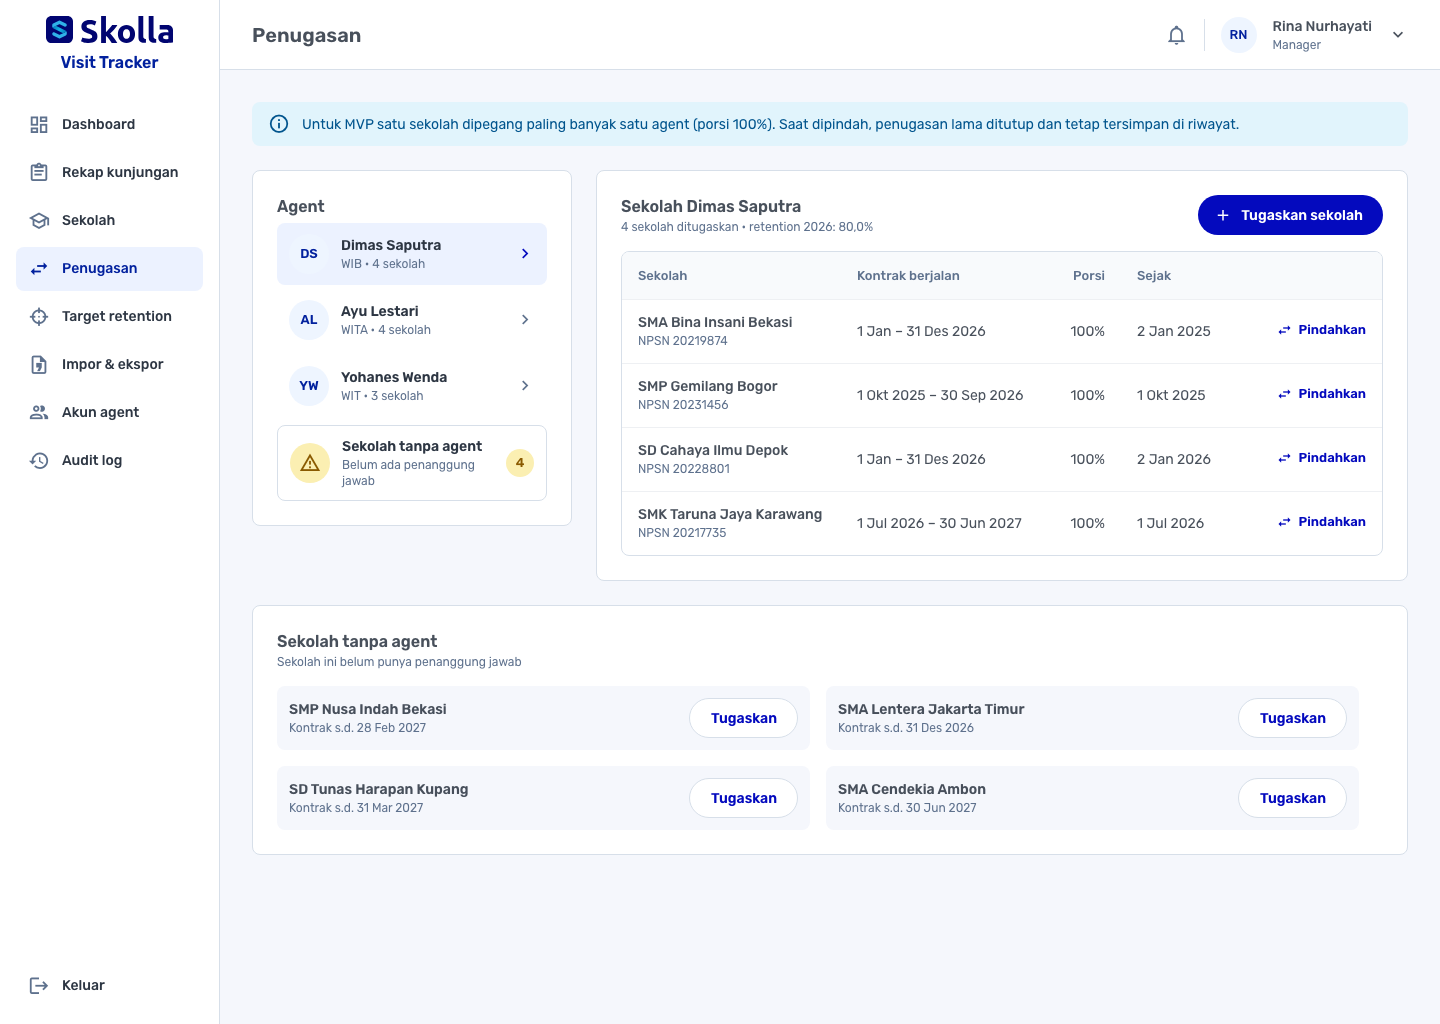 Skolla
Visit Tracker
Dashboard
Rekap kunjungan
Sekolah
Penugasan
Target retention
Impor & ekspor
Akun agent
Audit log
Keluar
Penugasan
RN
Rina Nurhayati
Manager
Untuk MVP satu sekolah dipegang paling banyak satu agent (porsi 100%). Saat dipindah, penugasan lama ditutup dan tetap tersimpan di riwayat.
Agent
DS
Dimas Saputra
WIB • 4 sekolah
AL
Ayu Lestari
WITA • 4 sekolah
YW
Yohanes Wenda
WIT • 3 sekolah
Sekolah tanpa agent
Belum ada penanggung
jawab
4
Sekolah Dimas Saputra
4 sekolah ditugaskan • retention 2026: 80,0%
+ Tugaskan sekolah
Sekolah Kontrak berjalan Porsi Sejak
SMA Bina Insani Bekasi
NPSN 20219874
1 Jan – 31 Des 2026 100% 2 Jan 2025 Pindahkan
SMP Gemilang Bogor
NPSN 20231456
1 Okt 2025 – 30 Sep 2026 100% 1 Okt 2025 Pindahkan
SD Cahaya Ilmu Depok
NPSN 20228801
1 Jan – 31 Des 2026 100% 2 Jan 2026 Pindahkan
SMK Taruna Jaya Karawang
NPSN 20217735
1 Jul 2026 – 30 Jun 2027 100% 1 Jul 2026 Pindahkan
Sekolah tanpa agent
Sekolah ini belum punya penanggung jawab
SMP Nusa Indah Bekasi
Kontrak s.d. 28 Feb 2027
Tugaskan
SMA Lentera Jakarta Timur
Kontrak s.d. 31 Des 2026
Tugaskan
SD Tunas Harapan Kupang
Kontrak s.d. 31 Mar 2027
Tugaskan
SMA Cendekia Ambon
Kontrak s.d. 30 Jun 2027
Tugaskan